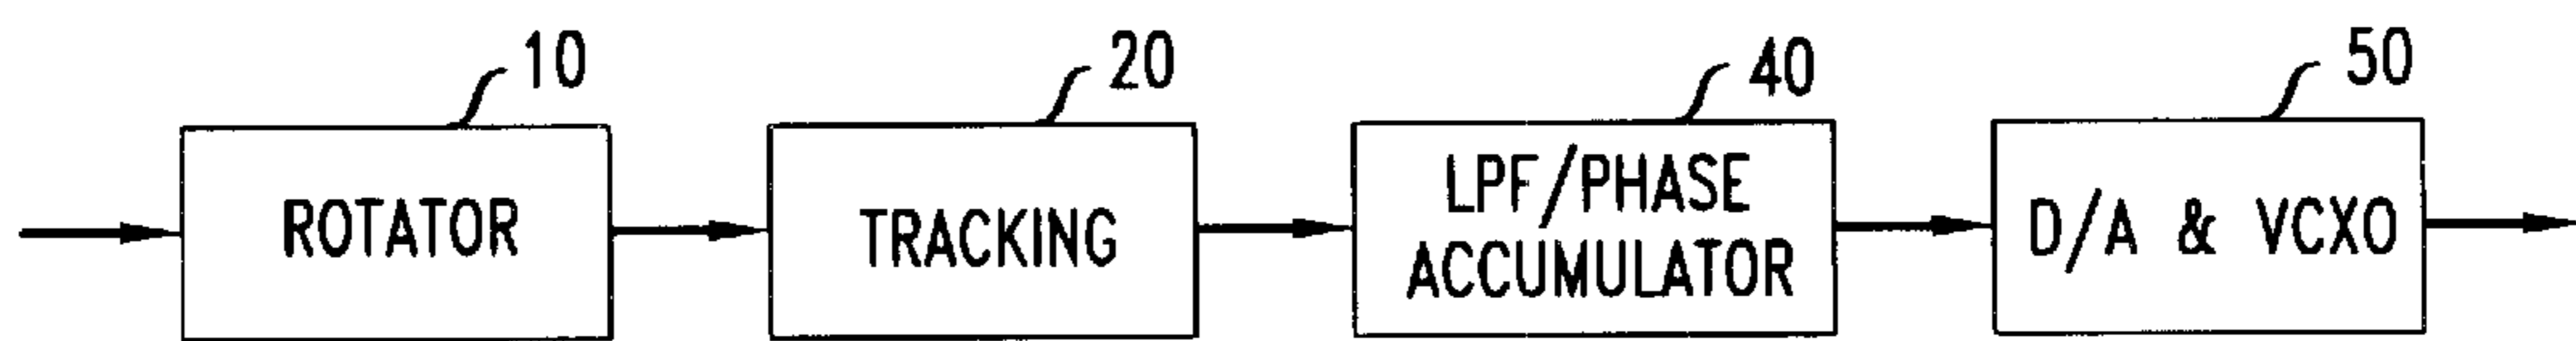 10
20
40
50
ROTATOR
TRACKING
LPF/PHASE
ACCUMULATOR
D/A & VCXO